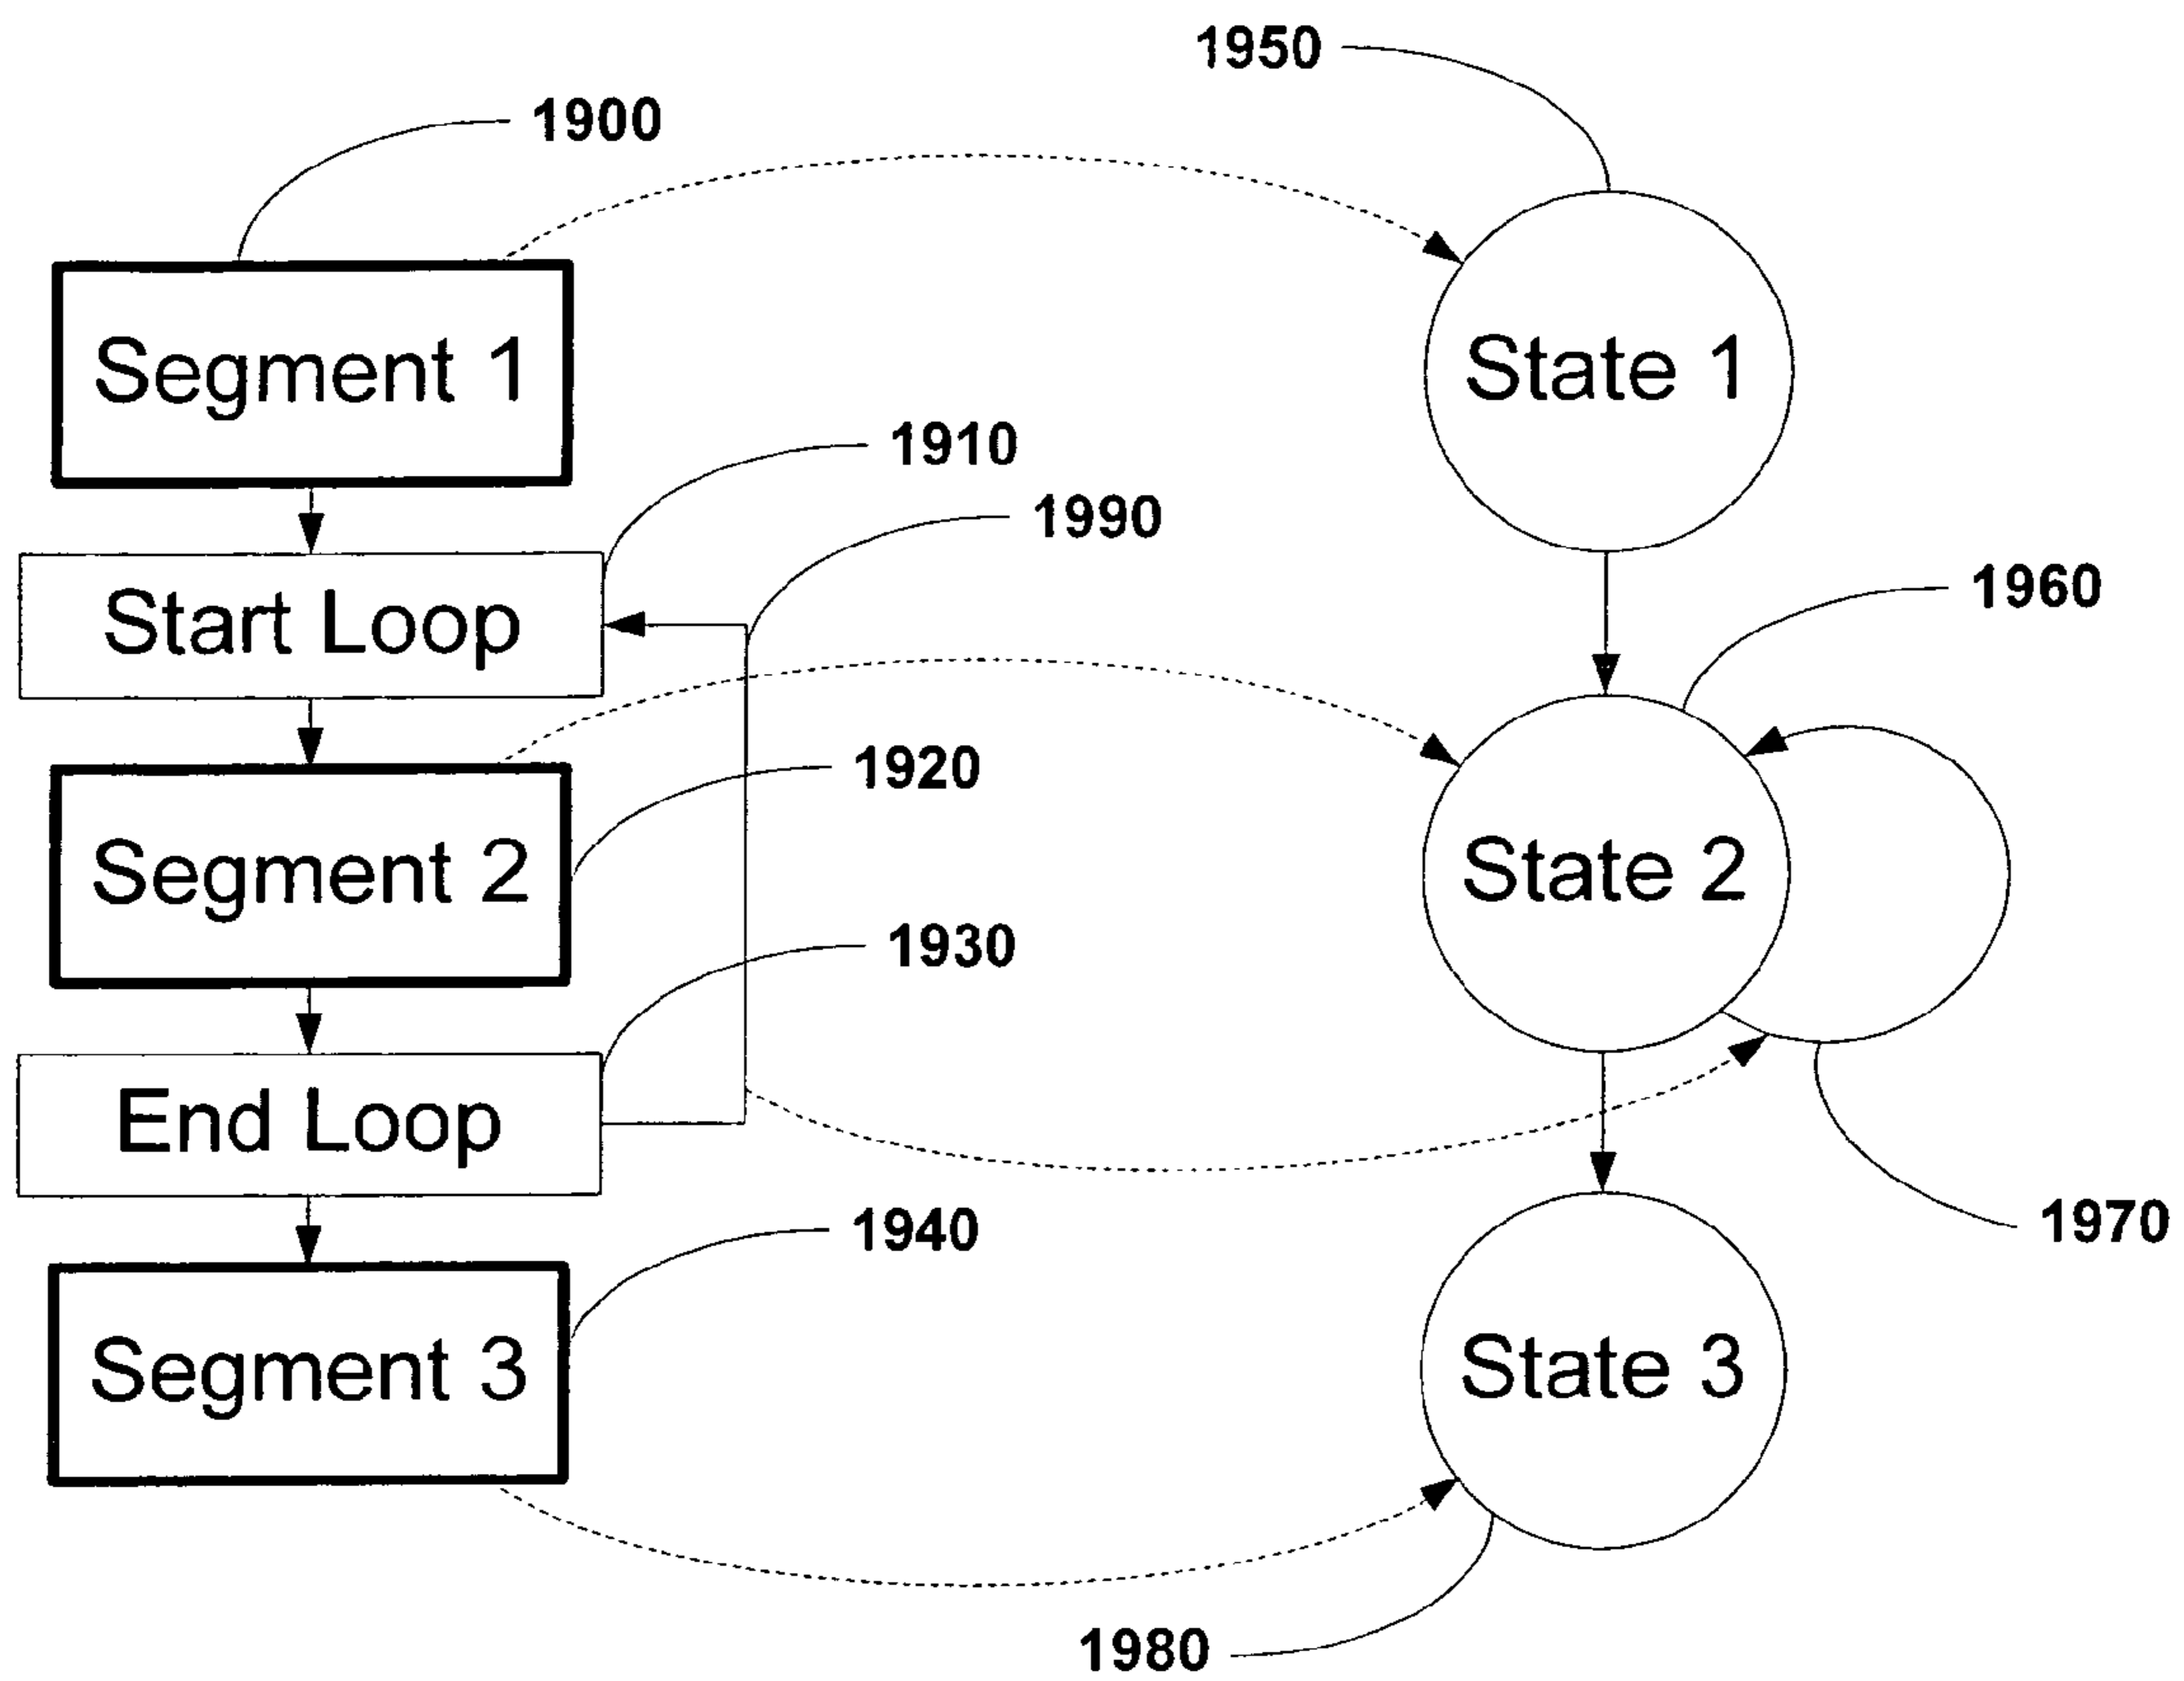 1950
1900
Segment 1
State 1
1910
1990
1960
Start Loop
1920
Segment 2
State 2
1930
End Loop
1940
1970
Segment 3
State 3
1980